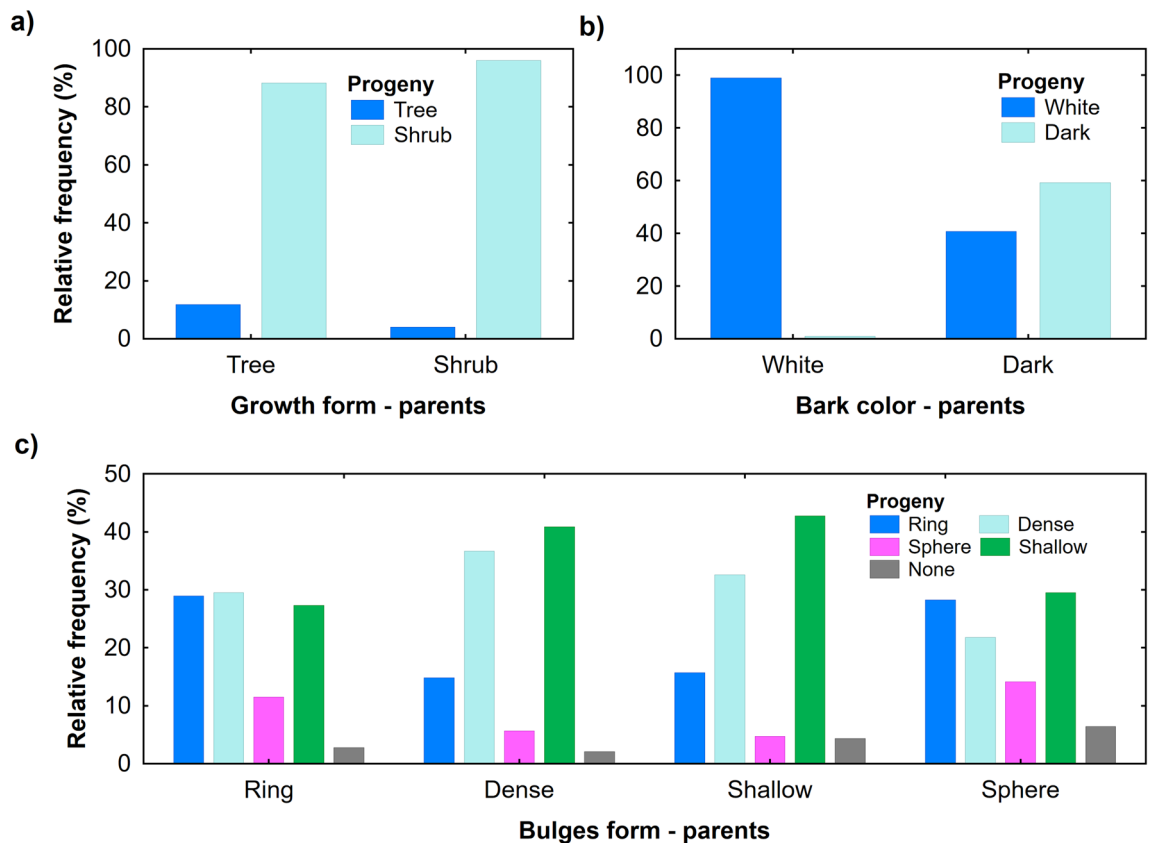 a)
Relative frequency (%)
100
80
60
40
20
0
Progeny
Tree
Shrub
Tree Shrub
Growth form - parents
b)
100
80
60
40
20
0
Progeny
White
Dark
White Dark
Bark color - parents
c)
Relative frequency (%)
50
40
30
20
10
0
Progeny
Ring Dense
Sphere Shallow
None
Ring Dense Shallow Sphere
Bulges form - parents